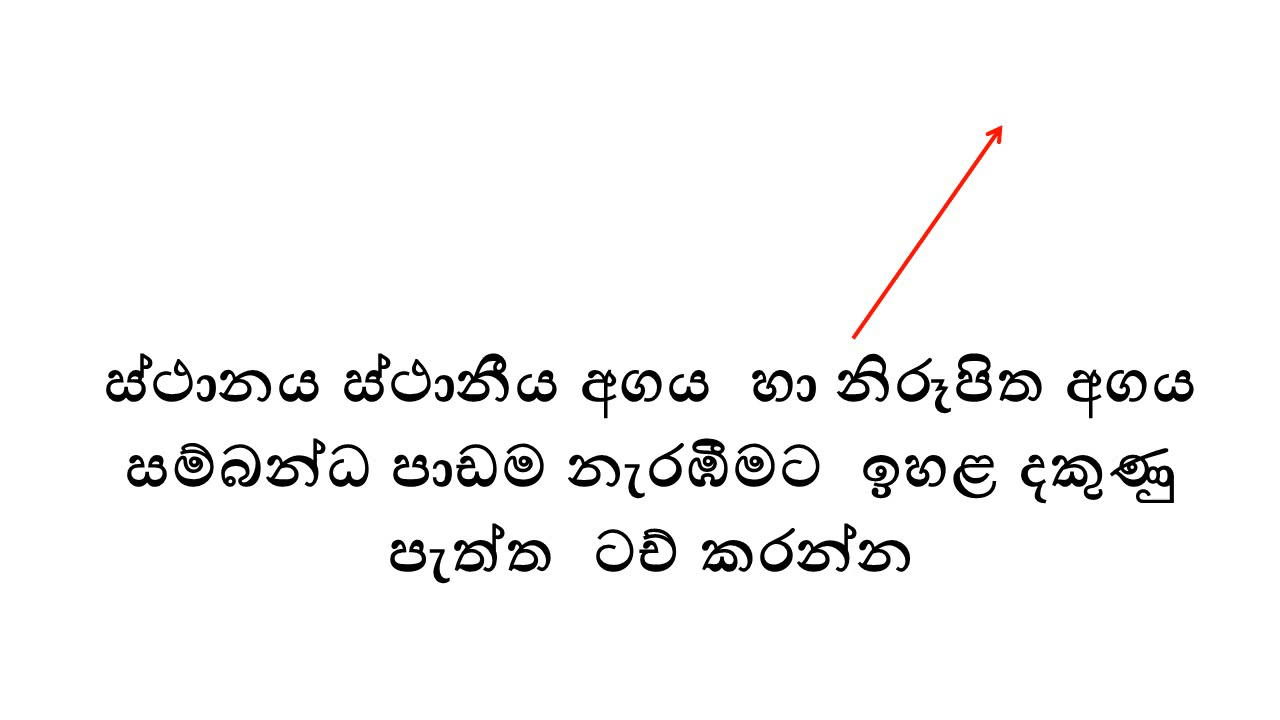 ස්ථානය ස්ථානීය අගය හා නිරූපිත අගය
සම්බන්ධ පාඩම නැරඹීමට ඉහළ දකුණු
පැත්ත ටච් කරන්න